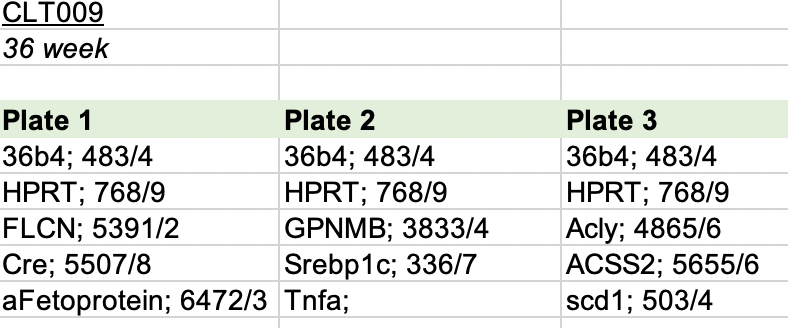 CLT009
36 week
Plate 1 Plate 2 Plate 3
36b4; 483/4 36b4; 483/4 36b4; 483/4
HPRT; 768/9 HPRT; 768/9 HPRT; 768/9
FLCN; 5391/2 GPNMB; 3833/4 Acly; 4865/6
Cre; 5507/8 Srebp1c; 336/7 ACSS2; 5655/6
aFetoprotein; 6472/3 Tnfa; scd1; 503/4